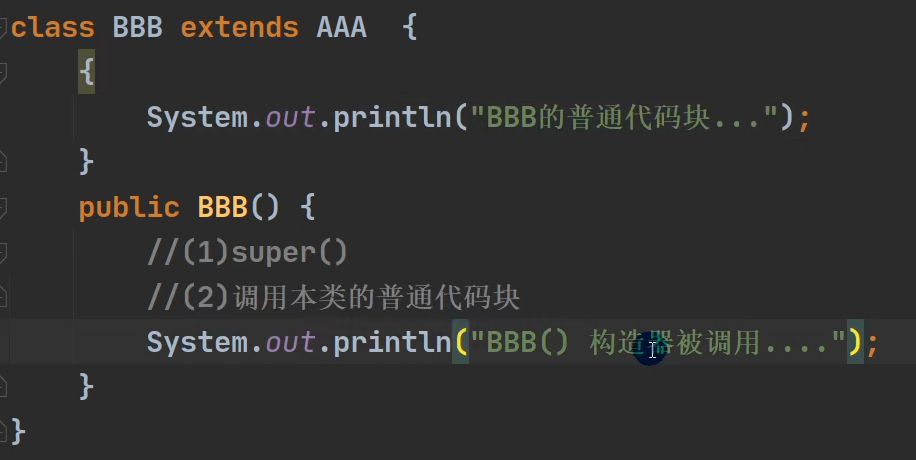 class BBB extends AAA  {
    {
        System.out.println("BBB的普通代码块...");
    }
    public BBB() {
        //(1)super()
        //(2)调用本类的普通代码块
        System.out.println("BBB() 构造器被调用....");
    }
}